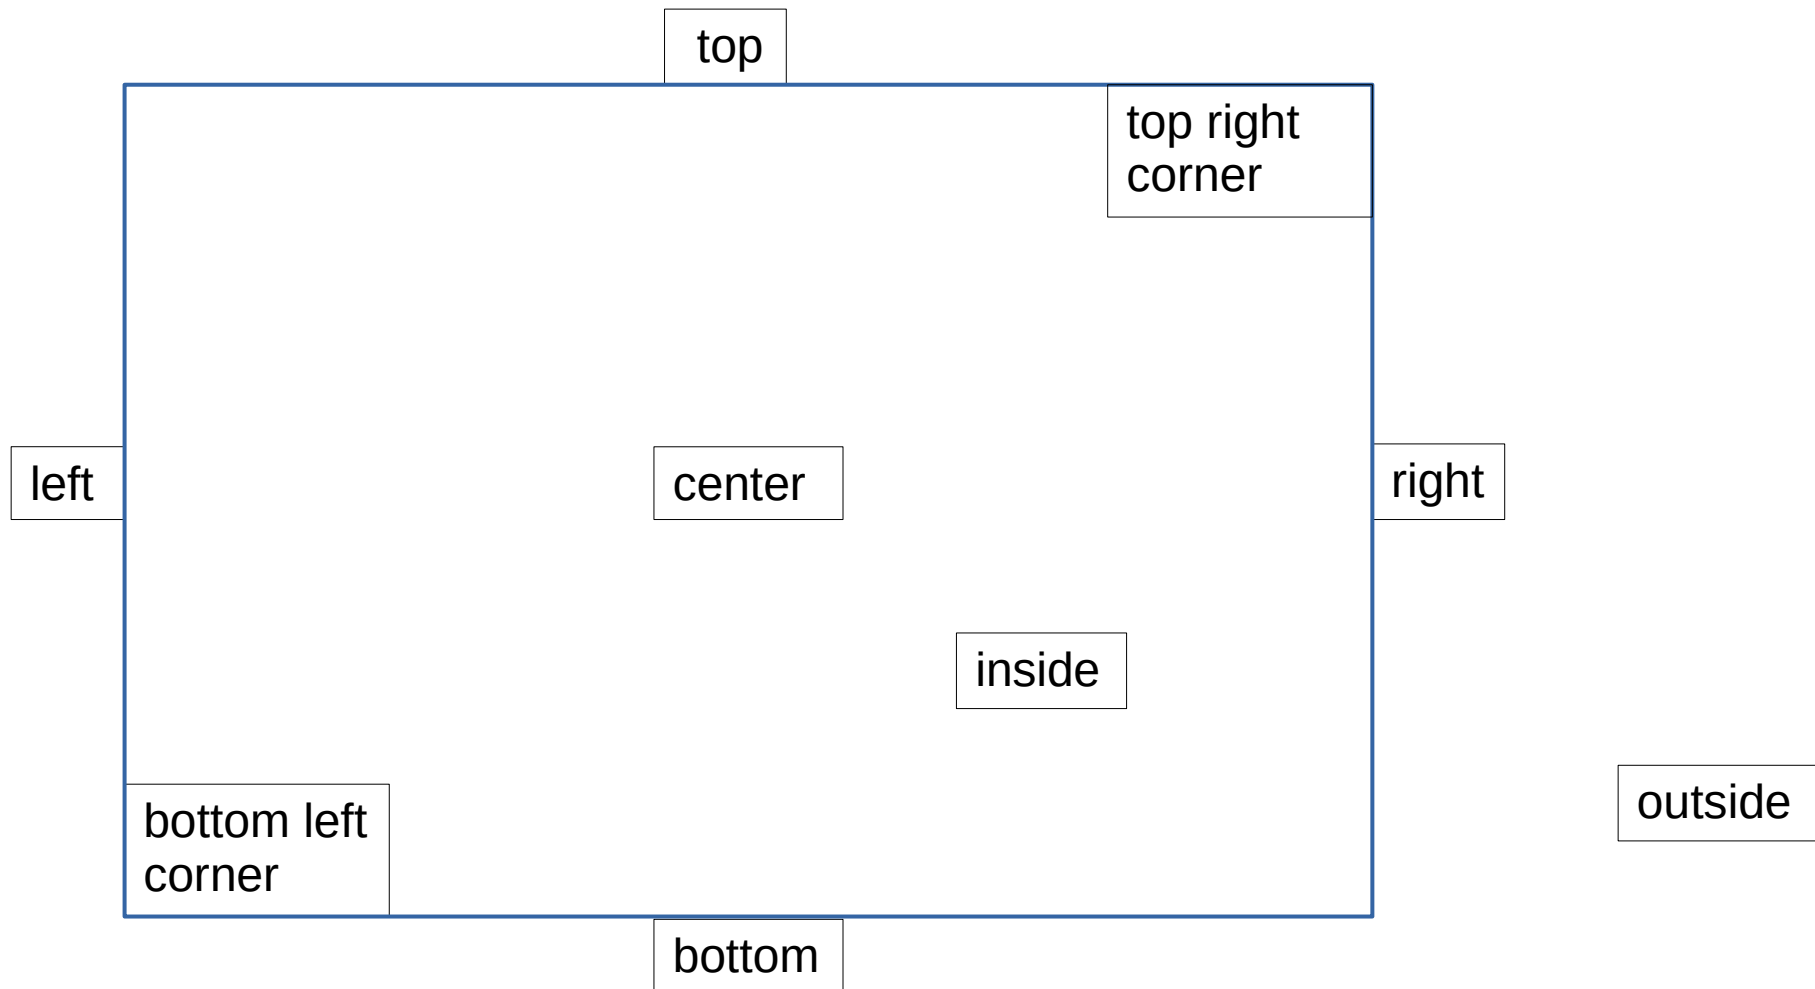 top
top right
corner
left
center
right
inside
outside
bottom left
corner
bottom